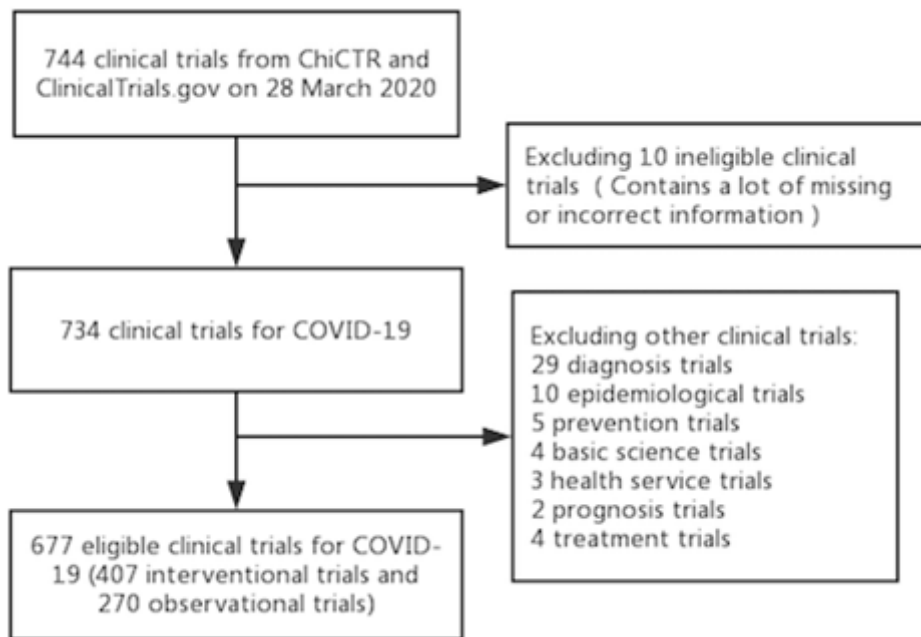 744 clinical trials from ChiCTR and
ClinicalTrials.gov on 28 March 2020
Excluding 10 ineligible clinical
trials ( Contains a lot of missing
or incorrect information )
734 clinical trials for COVID-19
Excluding other clinical trials:
29 diagnosis trials
10 epidemiological trials
5 prevention trials
4 basic science trials
3 health service trials
2 prognosis trials
4 treatment trials
677 eligible clinical trials for COVID-
19 (407 interventional trials and
270 observational trials)